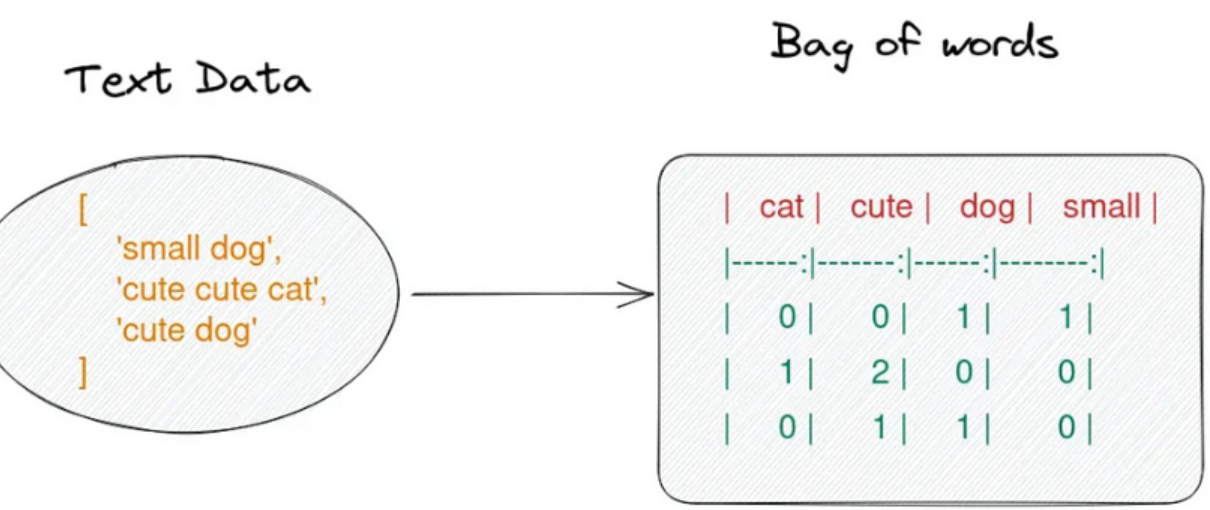 Text Data
[
'small dog',
'cute cute cat',
'cute dog'
]
Bag of words
| cat | cute | dog | small |
|------:|-------:|------:|--------:|
| 0 | 0 | 1 | 1 |
| 1 | 2 | 0 | 0 |
| 0 | 1 | 1 | 0 |